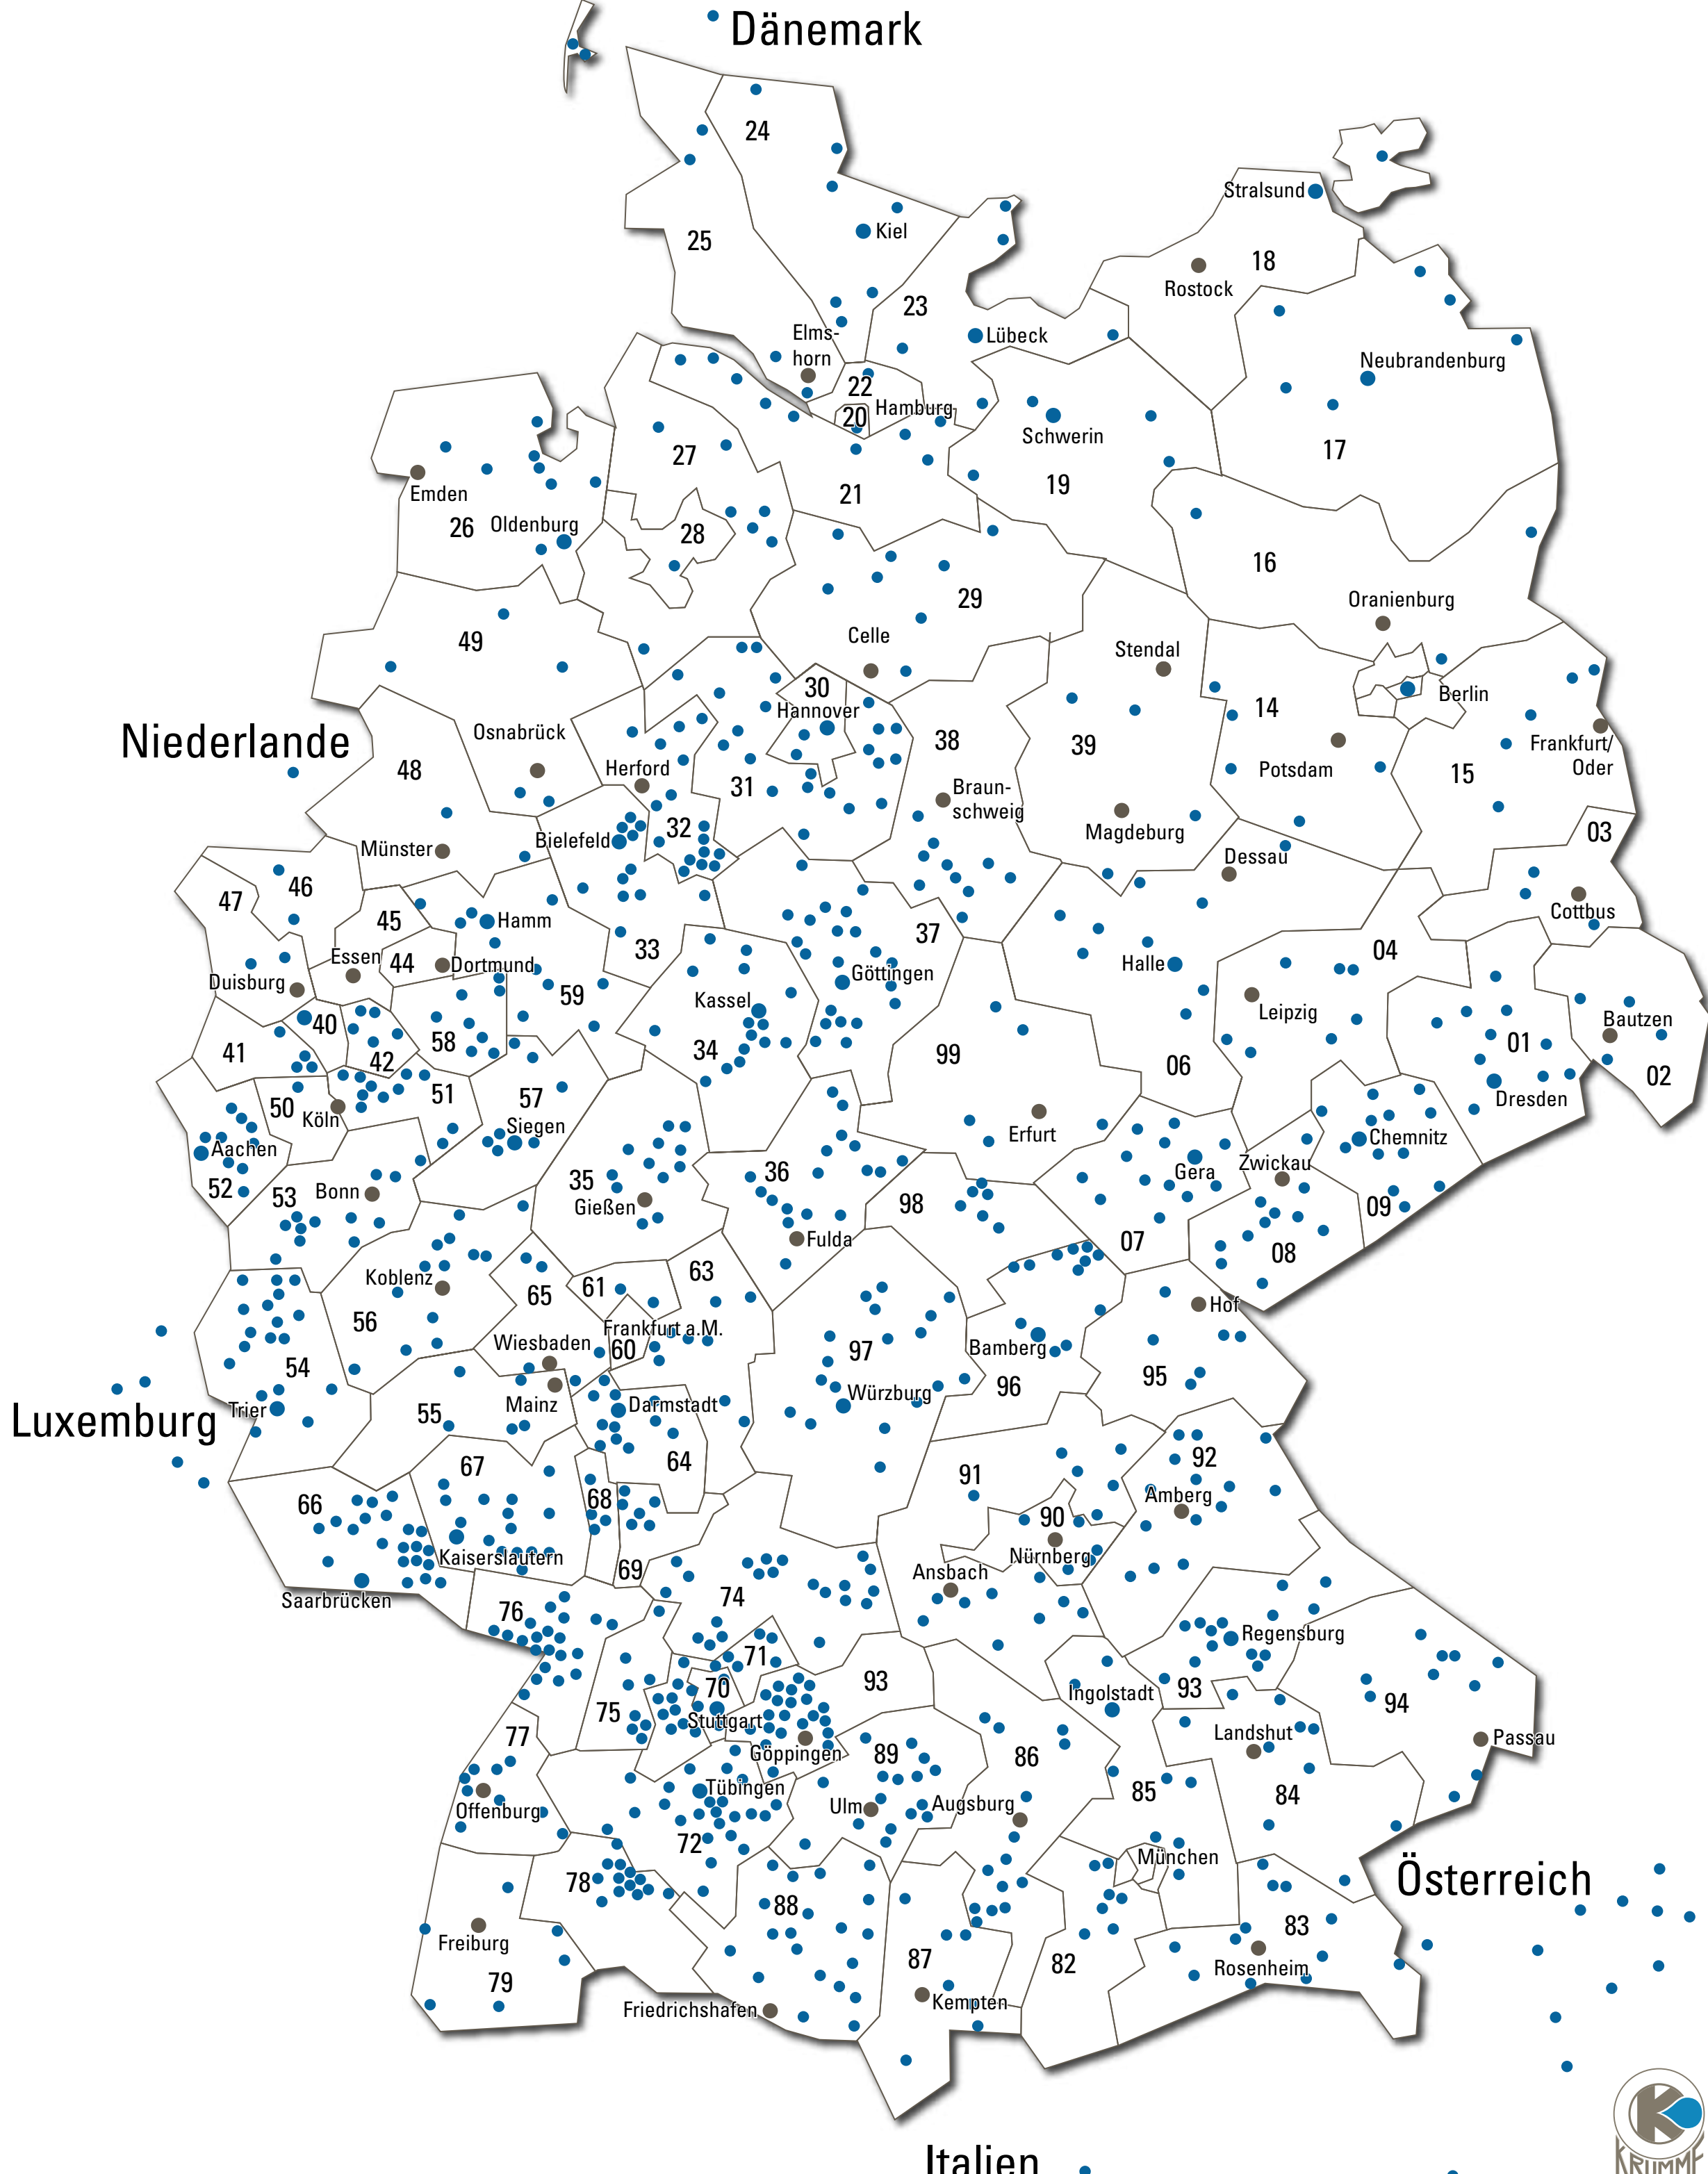 Dänemark
24
Stralsund
25
Kiel
18
Rostock
23
Elms-
horn
Lübeck
Neubrandenburg
22
20
Hamburg
Schwerin
27
17
Emden
19
21
26
Oldenburg
28
16
29
Oranienburg
49
Celle
Stendal
30
Hannover
Berlin
14
Niederlande
Osnabrück
38
39
Frankfurt/
Oder
48
Herford
31
Potsdam
15
Braun-
schweig
32
Bielefeld
Magdeburg
03
Münster
Dessau
46
47
45
Hamm
Cottbus
37
33
04
Essen
44
Dortmund
Halle
Göttingen
Duisburg
59
Kassel
Leipzig
40
Bautzen
58
42
34
41
99
01
06
02
51
50
57
Köln
Siegen
Dresden
Erfurt
Chemnitz
Aachen
Zwickau
Gera
36
35
52
53
Bonn
Gießen
98
09
Fulda
07
08
Koblenz
63
61
65
Hof
56
Wiesbaden
Frankfurt a.M.
60
Bamberg
97
54
95
96
Würzburg
Luxemburg
Trier
55
Mainz
Darmstadt
64
92
67
91
Amberg
66
68
90
Nürnberg
Kaiserslautern
69
Ansbach
Saarbrücken
74
76
Regensburg
71
93
70
93
Ingolstadt
94
75
Stuttgart
77
Landshut
Passau
Göppingen
89
86
Tübingen
85
84
Offenburg
Ulm
Augsburg
72
München
78
Österreich
88
83
Freiburg
87
82
Rosenheim
79
Friedrichshafen
Kempten
Italien
K
KRUMME